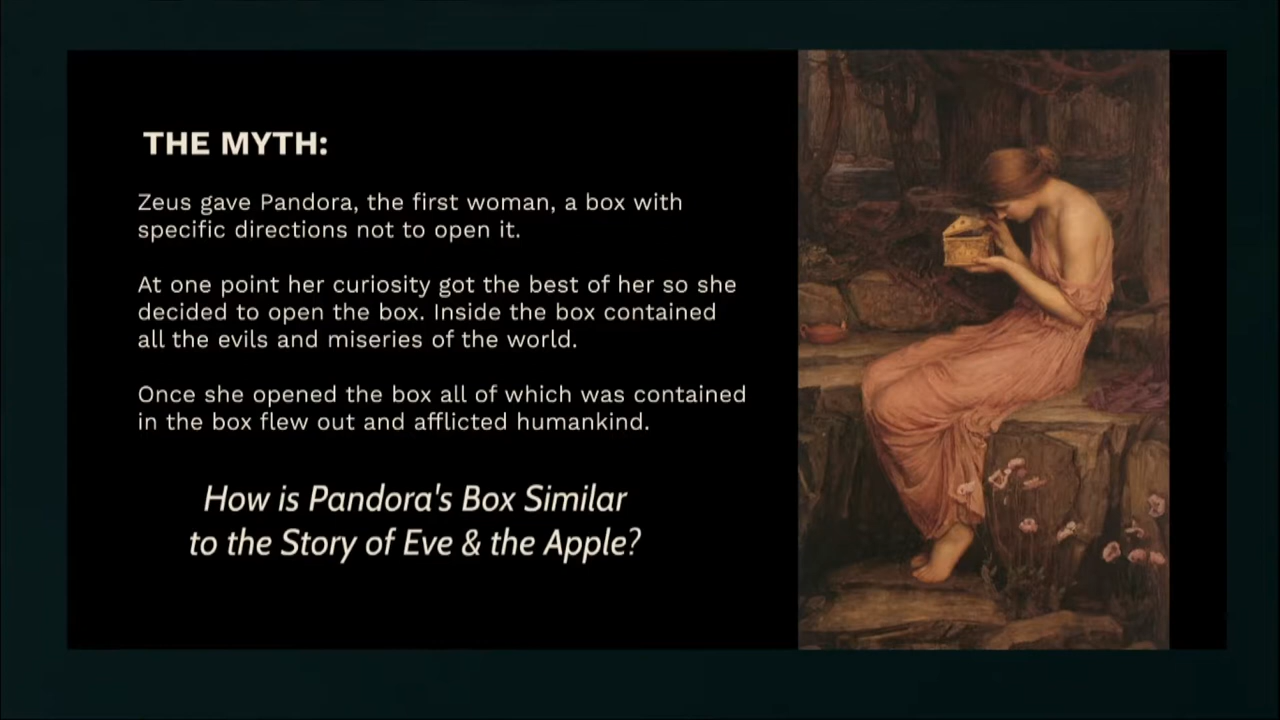 THE MYTH:
Zeus gave Pandora, the first woman, a box with
specific directions not to open it.
At one point her curiosity got the best of her so she
decided to open the box. Inside the box contained
all the evils and miseries of the world.
Once she opened the box all of which was contained
in the box flew out and afflicted humankind.
How is Pandora's Box Similar
to the Story of Eve & the Apple?